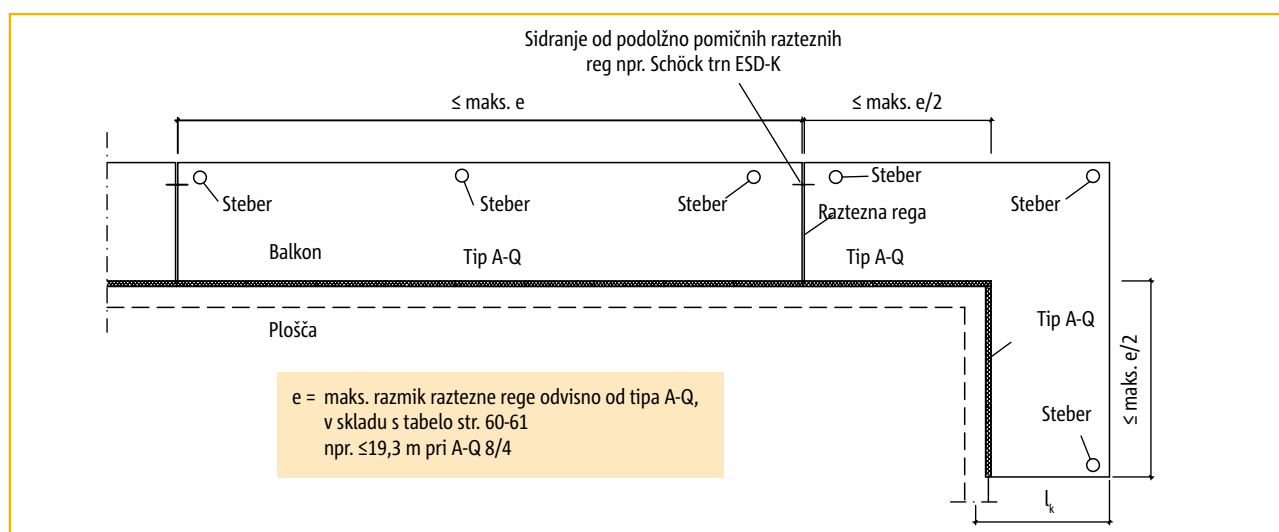 Sidranje od podolžno pomičnih razteznih
reg npr. Schöck trn ESD-K
≤ maks. e
≤ maks. e/2
Steber
Steber
Steber
Steber
Steber
Raztezna rega
Balkon
Tip A-Q
Tip A-Q
Tip A-Q
≤ maks. e/2
Plošča
e = maks. razmik raztezne rege odvisno od tipa A-Q,
v skladu s tabelo str. 60-61
npr. ≤19,3 m pri A-Q 8/4
Steber
lk